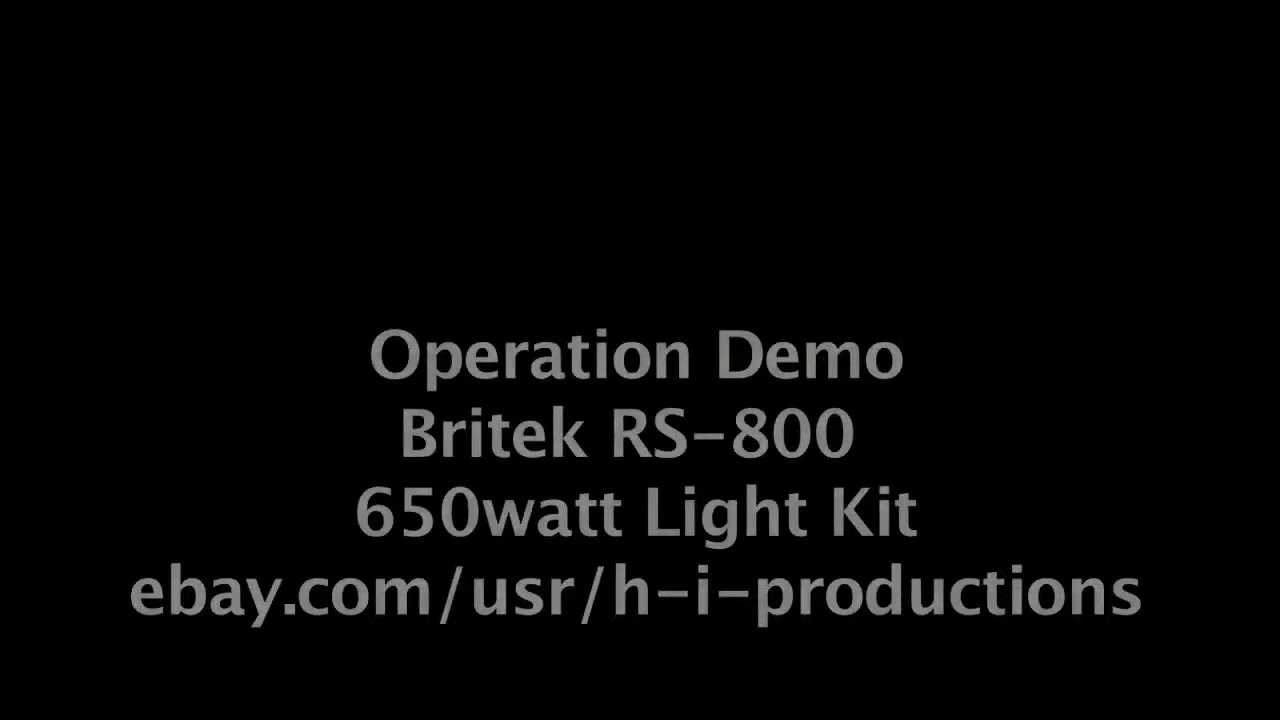 Operation Demo
Britek RS-800
650watt Light Kit
ebay.com/usr/h-i-productions